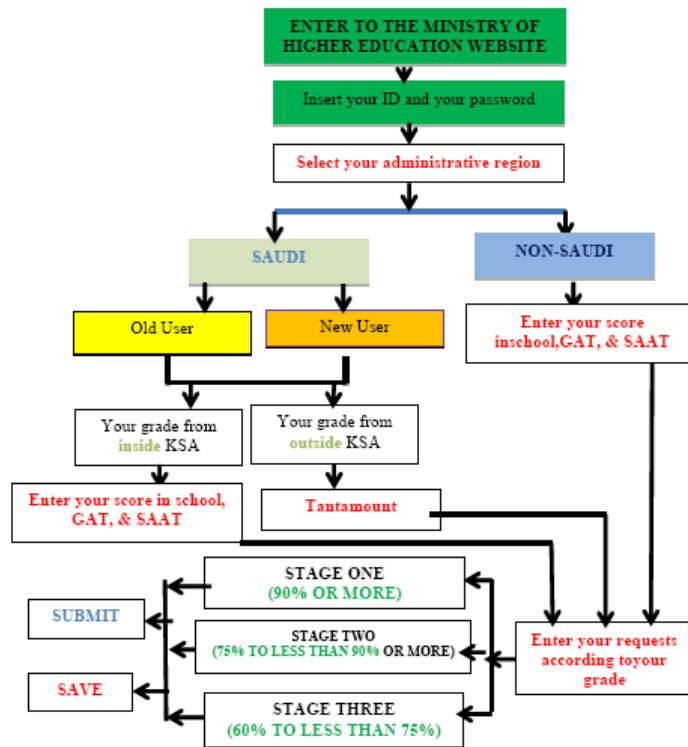 ENTER TO THE MINISTRY OF
HIGHER EDUCATION WEBSITE
Insert your ID and your password
Select your administrative region
SAUDI
NON-SAUDI
Old User
New User
Enter your score
inschool,GAT, & SAAT
Your grade from
inside KSA
Your grade from
outside KSA
Enter your score in school,
GAT, & SAAT
Tantamount
STAGE ONE
(90% OR MORE)
SUBMIT
STAGE TWO
(75% TO LESS THAN 90% OR MORE)
Enter your requests
according toyour
grade
SAVE
STAGE THREE
(60% TO LESS THAN 75%)